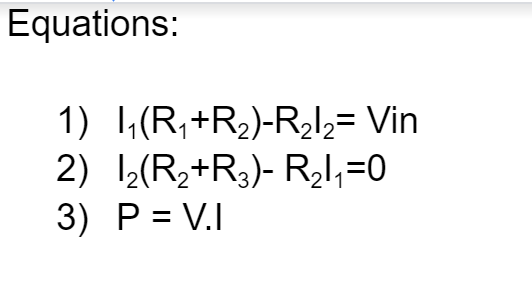 Equations:
1) I₁(R₁+R₂)-R₂I₂= Vin
2) I₂(R₂+R₃)- R₂I₁=0
3) P = V.I